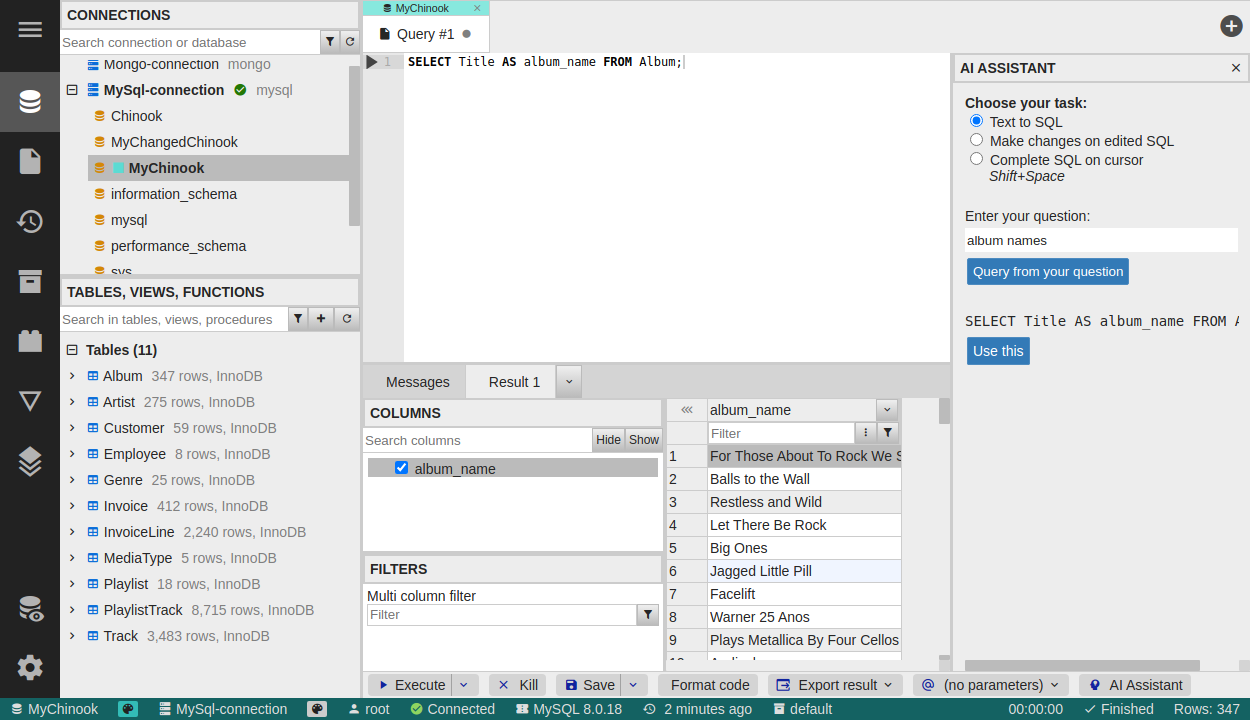 CONNECTIONS
Search connection or database
Mongo-connection mongo
MySql-connection mysql
Chinook
MyChangedChinook
MyChinook
information_schema
mysql
performance_schema
sys
TABLES, VIEWS, FUNCTIONS
Search in tables, views, procedures
Tables (11)
Album 347 rows, InnoDB
Artist 275 rows, InnoDB
Customer 59 rows, InnoDB
Employee 8 rows, InnoDB
Genre 25 rows, InnoDB
Invoice 412 rows, InnoDB
InvoiceLine 2,240 rows, InnoDB
MediaType 5 rows, InnoDB
Playlist 18 rows, InnoDB
PlaylistTrack 8,715 rows, InnoDB
Track 3,483 rows, InnoDB
MyChinook
Query #1
1 SELECT Title AS album_name FROM Album;
Messages Result 1
COLUMNS
Search columns Hide Show
album_name
FILTERS
Multi column filter
Filter
album_name
Filter
1 For Those About To Rock We S
2 Balls to the Wall
3 Restless and Wild
4 Let There Be Rock
5 Big Ones
6 Jagged Little Pill
7 Facelift
8 Warner 25 Anos
9 Plays Metallica By Four Cellos
AI ASSISTANT
Choose your task:
Text to SQL
Make changes on edited SQL
Complete SQL on cursor
Shift+Space
Enter your question:
album names
Query from your question
SELECT Title AS album_name FROM A
Use this
Execute Kill Save Format code Export result (no parameters) AI Assistant
MyChinook MySql-connection root Connected MySQL 8.0.18 2 minutes ago default 00:00:00 Finished Rows: 347